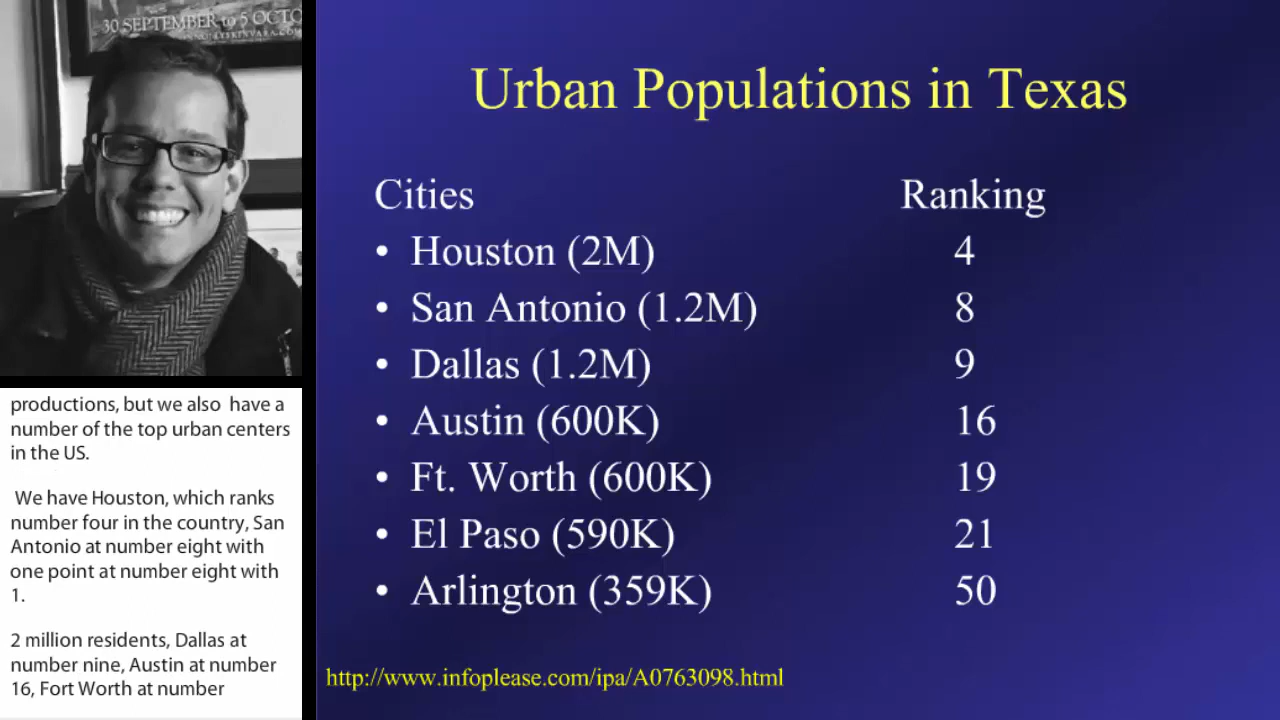 30 SEPTEMBER to 5 OCTO
productions, but we also have a
number of the top urban centers
in the US.
We have Houston, which ranks
number four in the country, San
Antonio at number eight with
one point at number eight with
1.
2 million residents, Dallas at
number nine, Austin at number
16, Fort Worth at number
Urban Populations in Texas
Cities Ranking
• Houston (2M) 4
• San Antonio (1.2M) 8
• Dallas (1.2M) 9
• Austin (600K) 16
• Ft. Worth (600K) 19
• El Paso (590K) 21
• Arlington (359K) 50
http://www.infoplease.com/ipa/A0763098.html